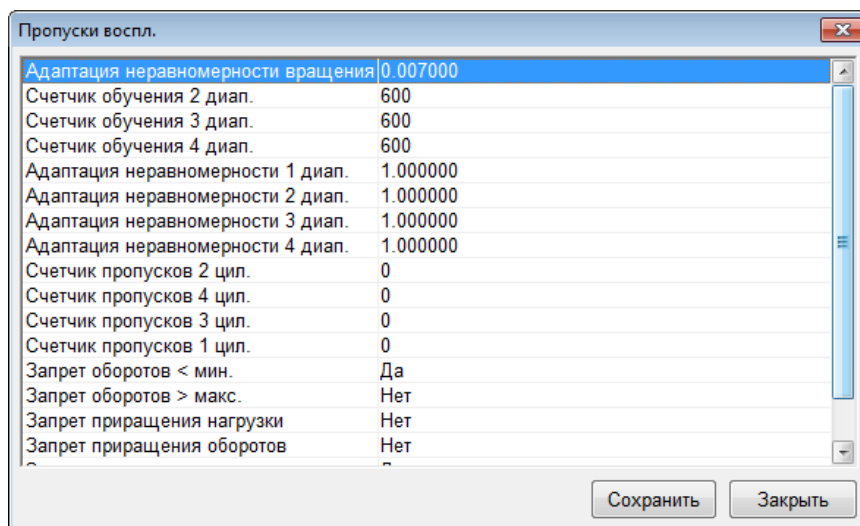 Пропуски воспл.
Адаптация неравномерности вращения 0.007000
Счетчик обучения 2 диап. 600
Счетчик обучения 3 диап. 600
Счетчик обучения 4 диап. 600
Адаптация неравномерности 1 диап. 1.000000
Адаптация неравномерности 2 диап. 1.000000
Адаптация неравномерности 3 диап. 1.000000
Адаптация неравномерности 4 диап. 1.000000
Счетчик пропусков 2 цил. 0
Счетчик пропусков 4 цил. 0
Счетчик пропусков 3 цил. 0
Счетчик пропусков 1 цил. 0
Запрет оборотов < мин. Да
Запрет оборотов > макс. Нет
Запрет приращения нагрузки Нет
Запрет приращения оборотов Нет
Сохранить Закрыть